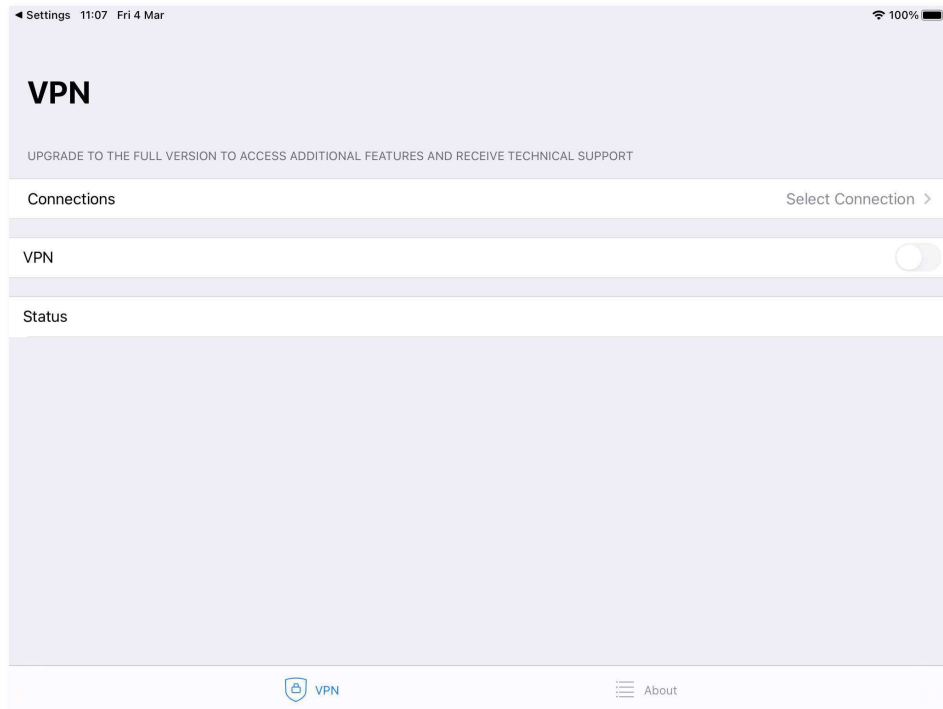 ◀ Settings 11:07 Fri 4 Mar 100%
VPN
UPGRADE TO THE FULL VERSION TO ACCESS ADDITIONAL FEATURES AND RECEIVE TECHNICAL SUPPORT
Connections Select Connection >
VPN
Status
VPN About